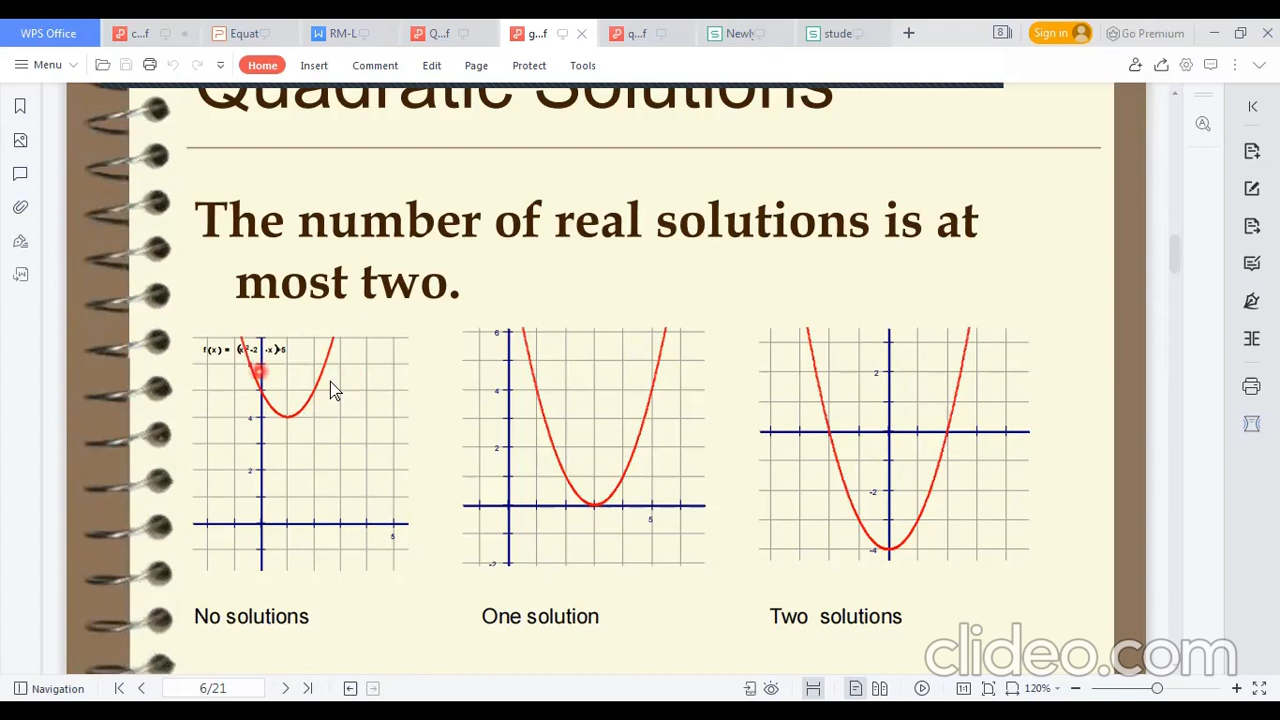 WPS Office
c...f
Equat
RM-L
Q...f
g...f
q...f
Newl
stude
Sign in
Go Premium
Menu
Home
Insert
Comment
Edit
Page
Protect
Tools
Quadratic Solutions
The number of real solutions is at
most two.
4
2
5
6
4
2
5
-2
2
-2
-4
No solutions
One solution
Two solutions
clideo.com
Navigation
6/21
120%